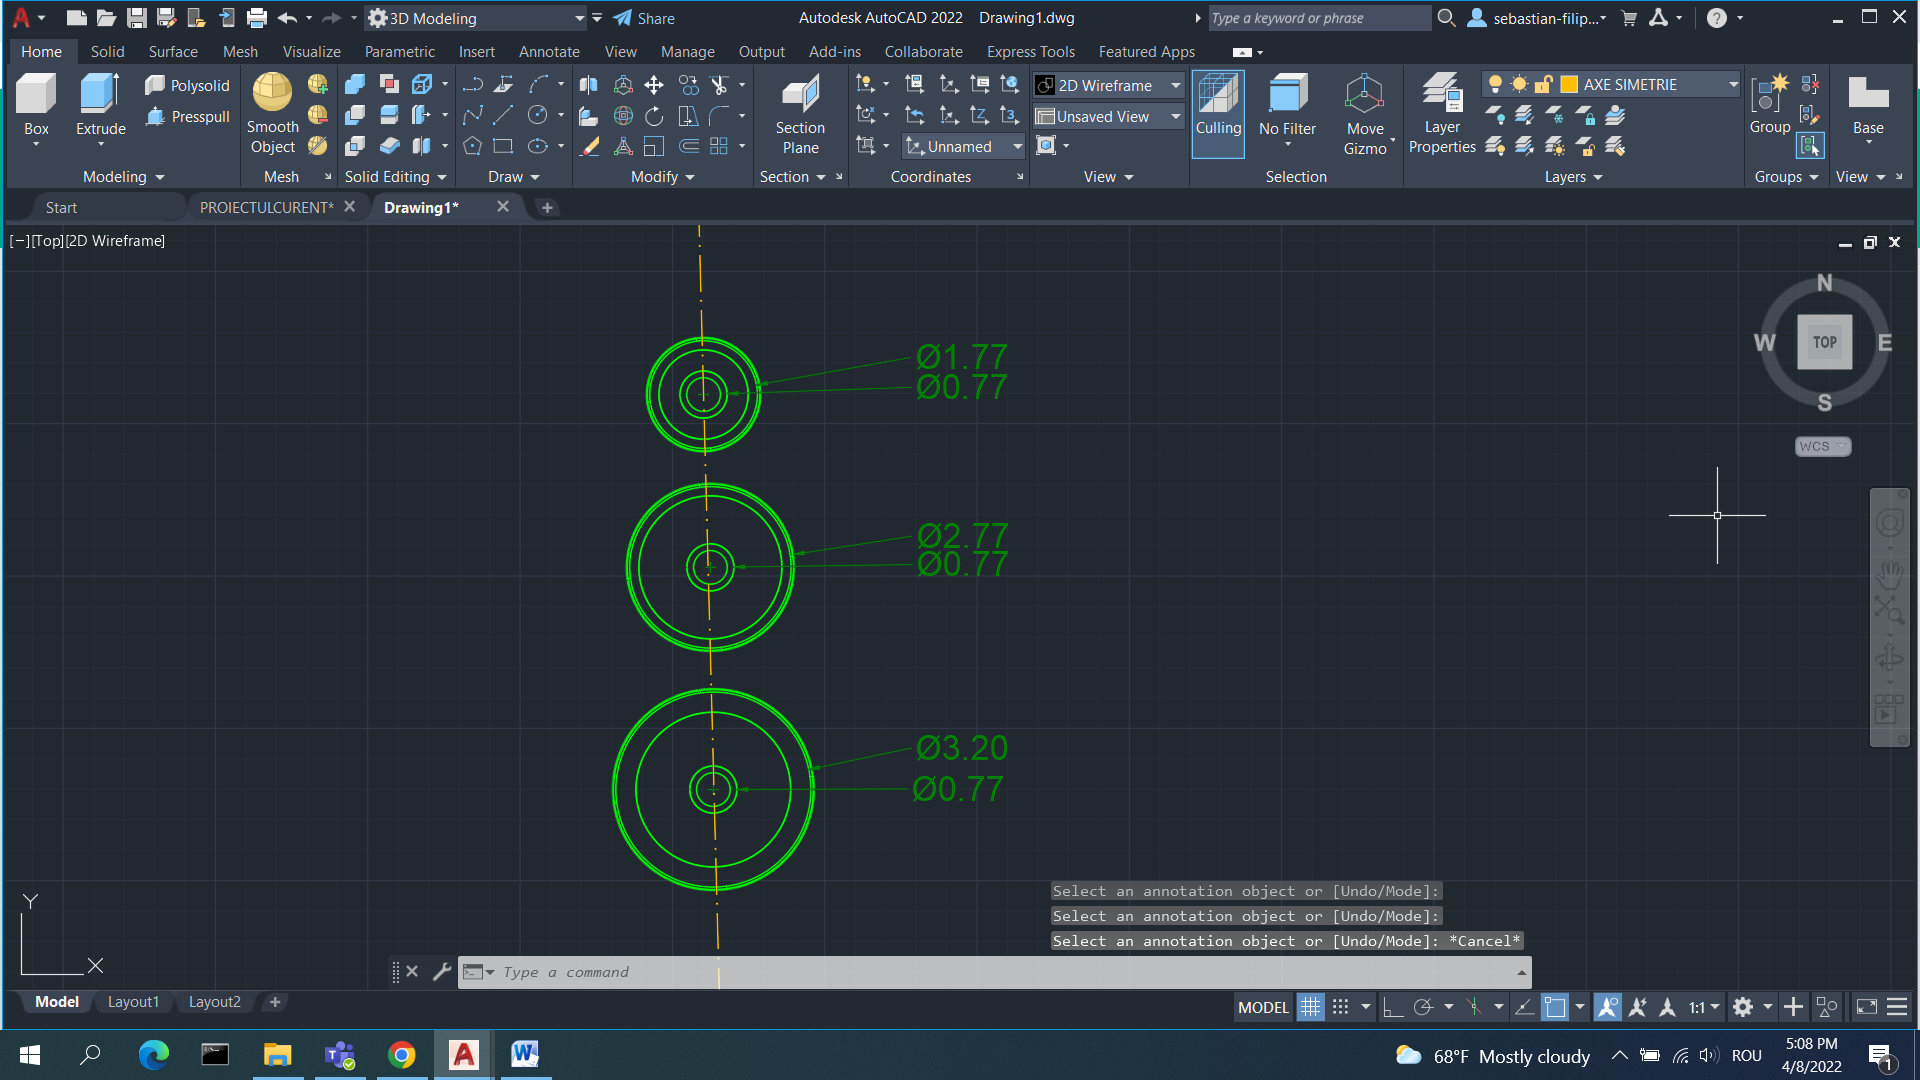 3D Modeling
Share
Autodesk AutoCAD 2022 Drawing1.dwg
Type a keyword or phrase
sebastian-filip...
Home Solid Surface Mesh Visualize Parametric Insert Annotate View Manage Output Add-ins Collaborate Express Tools Featured Apps
Box
Extrude
Polysolid
Presspull
Modeling
Smooth
Object
Mesh
Solid Editing
Draw
Modify
Section
Plane
Section
Unnamed
Coordinates
2D Wireframe
Unsaved View
View
Culling
No Filter
Move
Gizmo
Selection
Layer
Properties
AXE SIMETRIE
Layers
Group
Groups
Base
View
Start
PROIECTULCURENT*
Drawing1*
[−][Top][2D Wireframe]
N
W
TOP
E
S
WCS
Ø1.77
Ø0.77
Ø2.77
Ø0.77
Ø3.20
Ø0.77
Y
X
Select an annotation object or [Undo/Mode]:
Select an annotation object or [Undo/Mode]:
Select an annotation object or [Undo/Mode]: *Cancel*
Type a command
Model Layout1 Layout2
MODEL
1:1
68°F Mostly cloudy
ROU
5:08 PM
4/8/2022
1